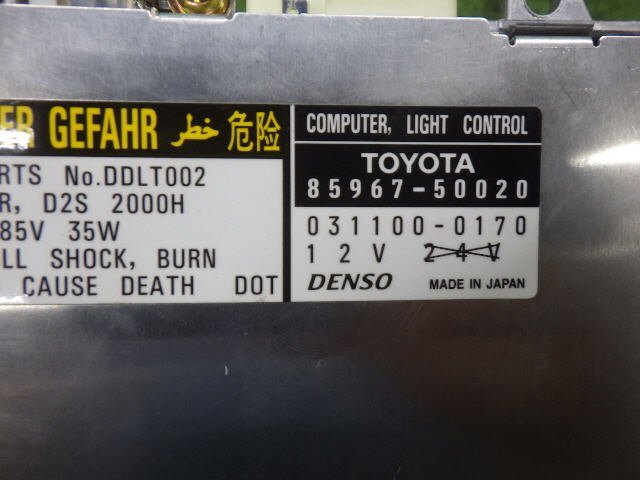 ER GEFAHR خطر 危险
RTS No.DDLT002
R, D2S 2000H
85V 35W
LL SHOCK, BURN
CAUSE DEATH DOT
COMPUTER, LIGHT CONTROL
TOYOTA
85967-50020
031100-0170
12V 24V
DENSO MADE IN JAPAN